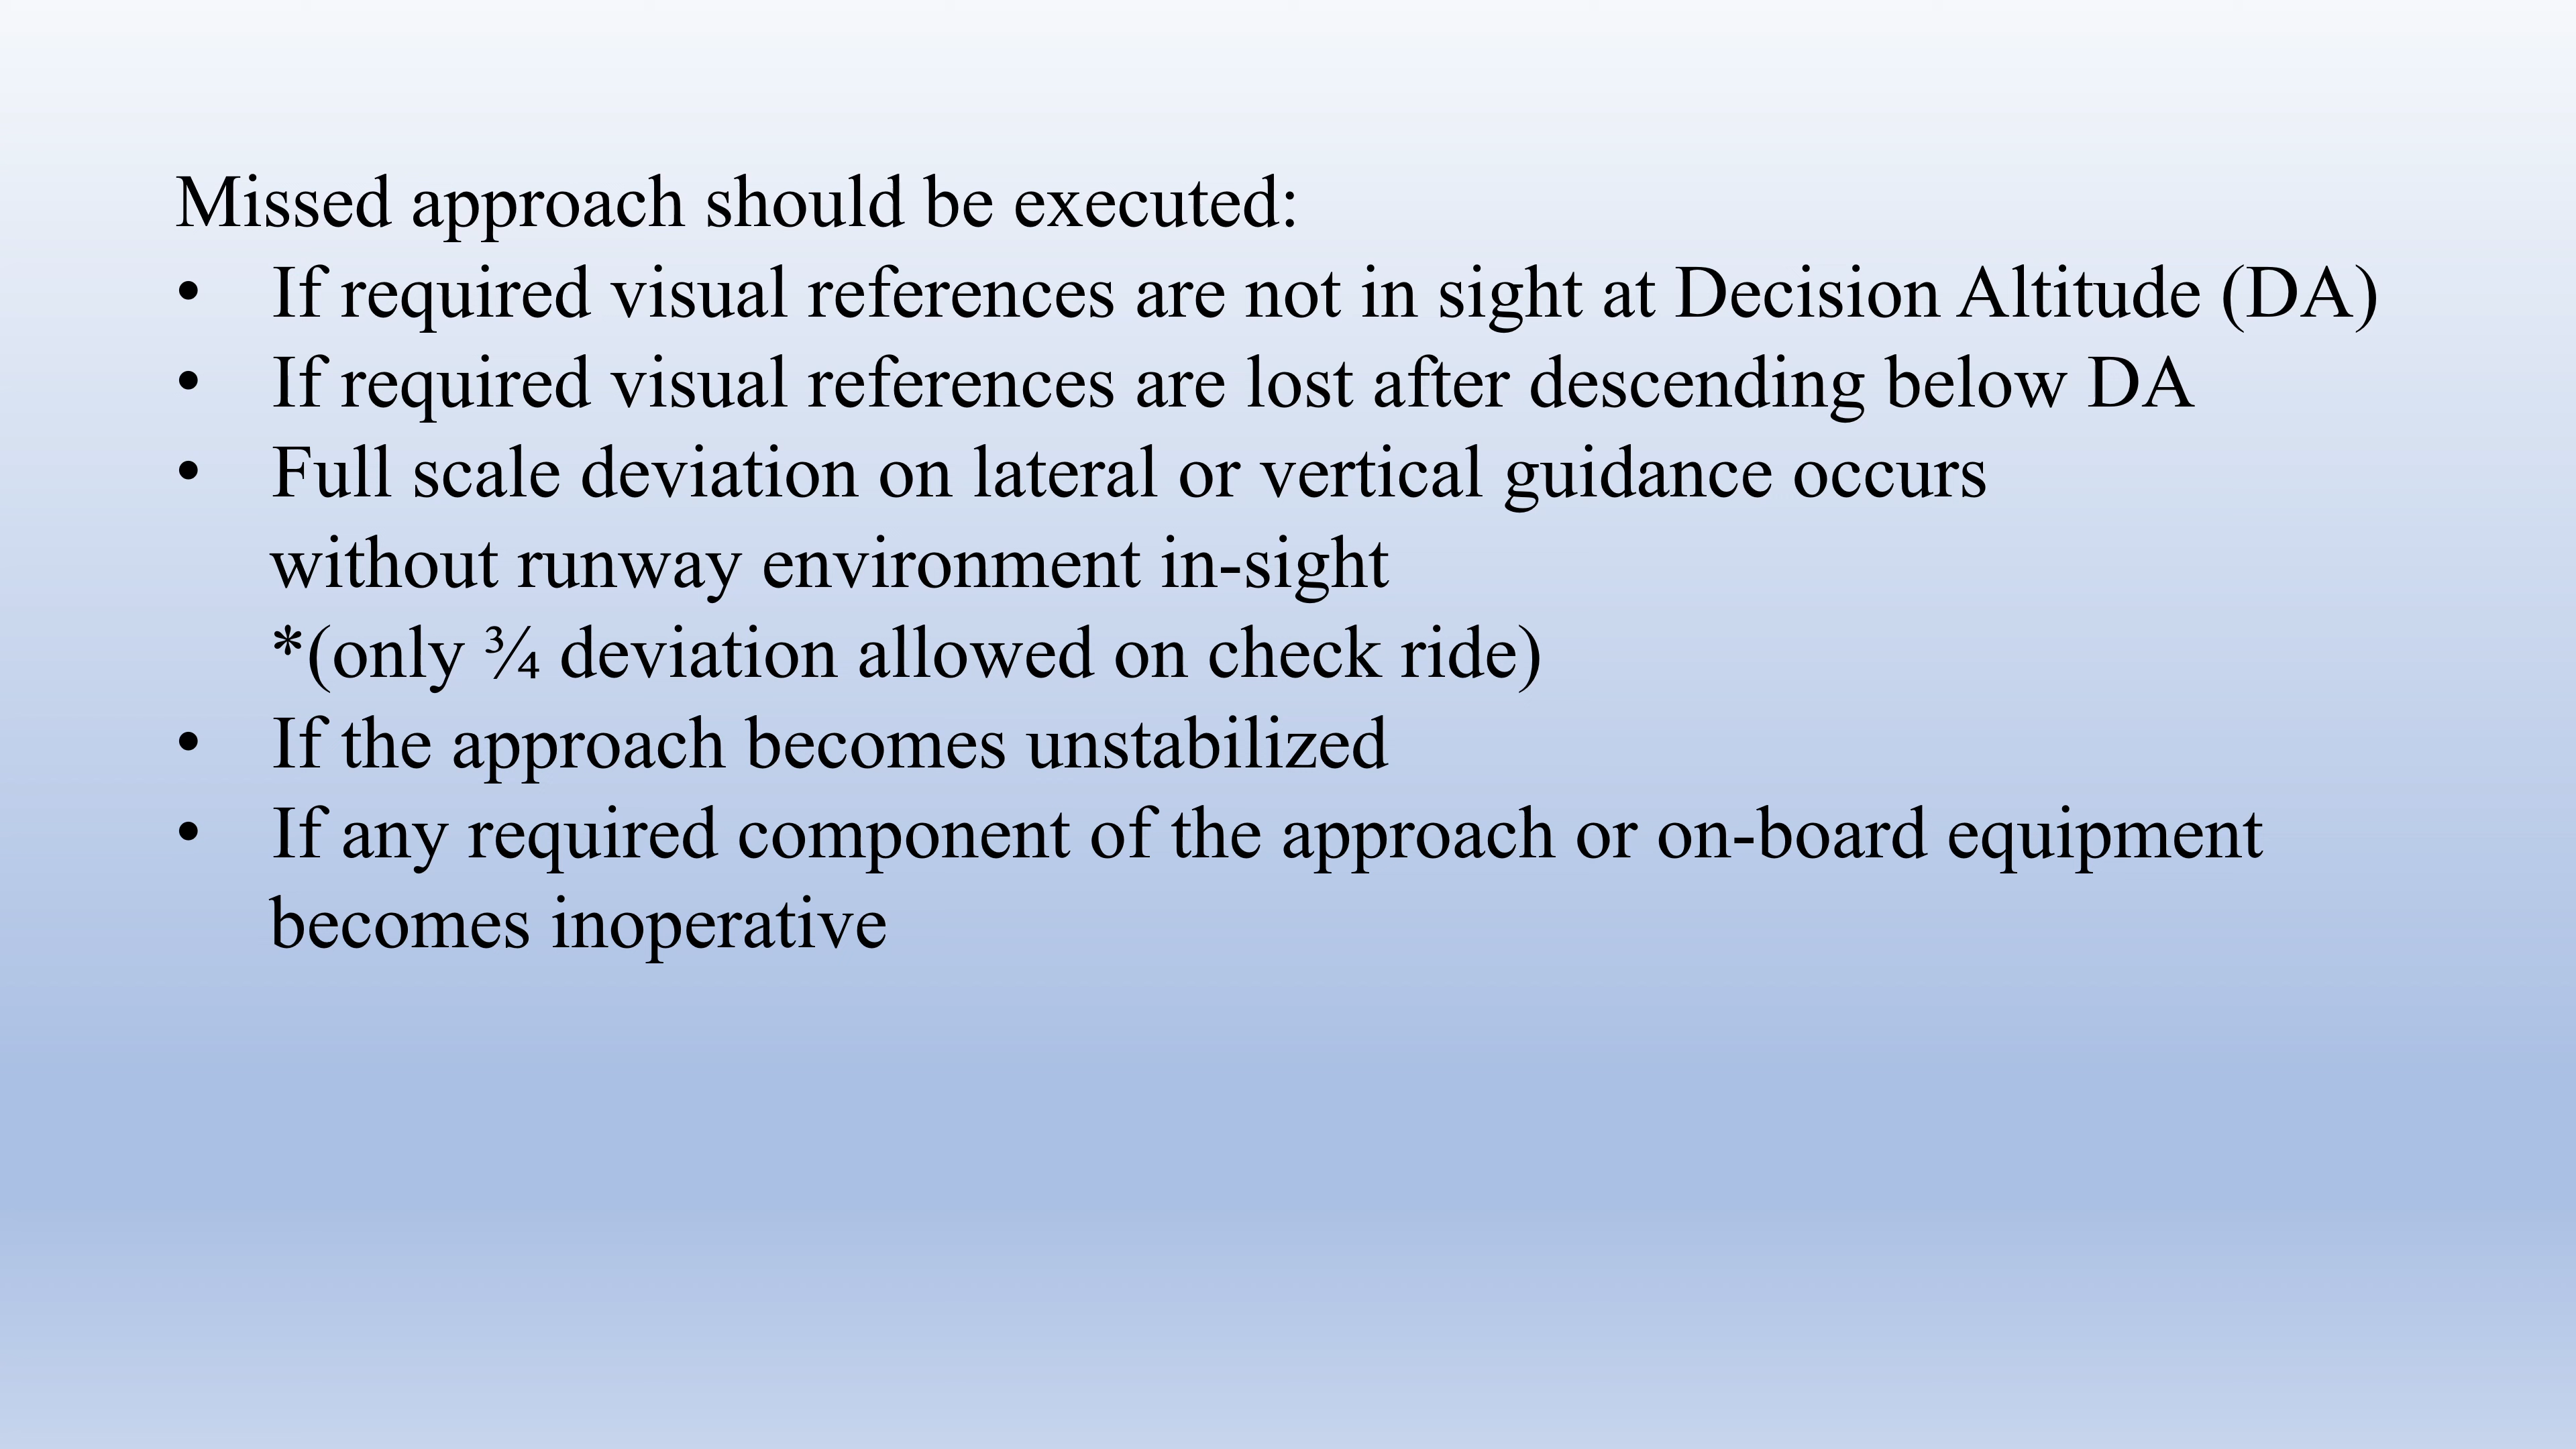 Missed approach should be executed:
• If required visual references are not in sight at Decision Altitude (DA)
• If required visual references are lost after descending below DA
• Full scale deviation on lateral or vertical guidance occurs
without runway environment in-sight
*(only ¾ deviation allowed on check ride)
• If the approach becomes unstabilized
• If any required component of the approach or on-board equipment
becomes inoperative